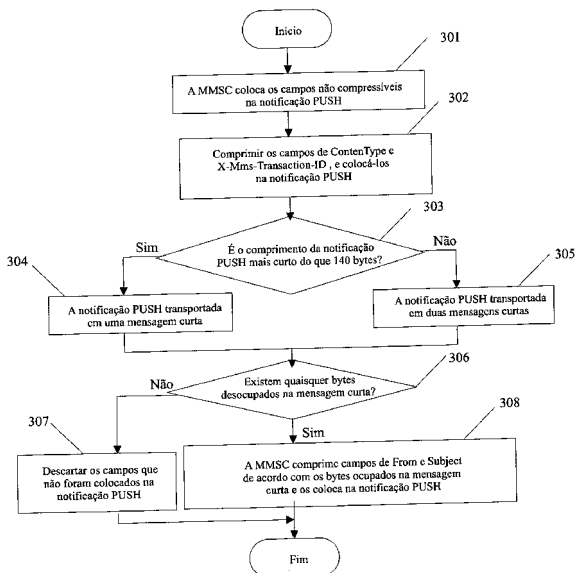 Início
301
A MMSC coloca os campos não compressíveis
na notificação PUSH
302
Comprimir os campos de ContenType e
X-Mms-Transaction-ID , e colocá-los
na notificação PUSH
303
É o comprimento da notificação
PUSH mais curto do que 140 bytes?
Sim
Não
304
A notificação PUSH transportada
em uma mensagem curta
305
A notificação PUSH transportada
em duas mensagens curtas
306
Existem quaisquer bytes
desocupados na mensagem curta?
Não
Sim
307
Descartar os campos que
não foram colocados na
notificação PUSH
308
A MMSC comprime campos de From e Subject
de acordo com os bytes ocupados na mensagem
curta e os coloca na notificação PUSH
Fim